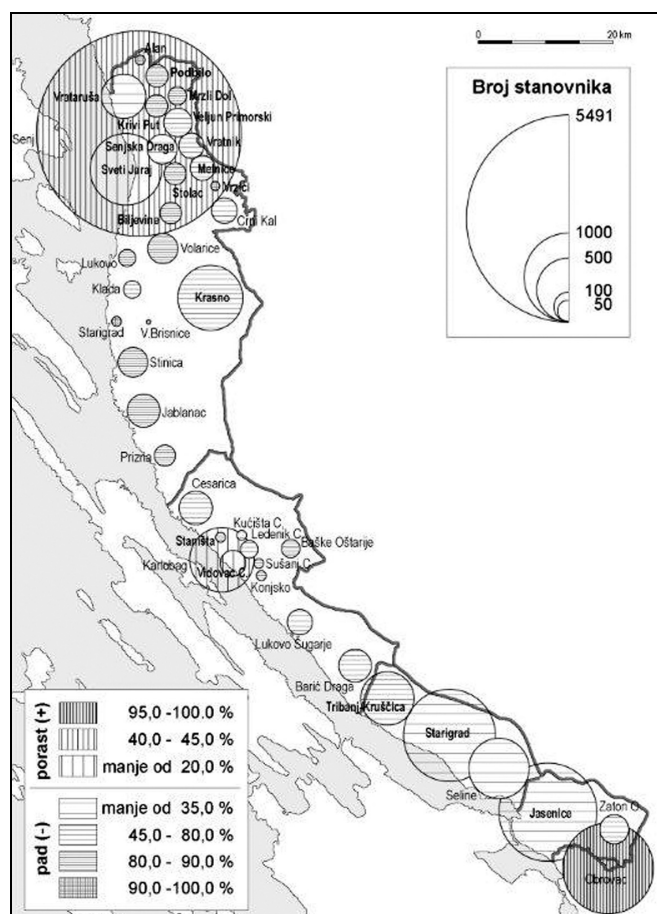 0
20 km
Broj stanovnika
5491
1000
500
100
50
Alan
Podbilo
Vrataruša
Mrzli Dol
Krivi Put
Veljun Primorski
Senj
Senjska Draga
Vratnik
Sveti Juraj
Melnice
Stolac
Vrzići
Biljevina
Crni Kal
Volarice
Lukovo
Klada
Krasno
Starigrad
V.Brisnice
Stinica
Jablanac
Prizna
Cesarica
Kućišta C.
Staništa
Ledenik C.
Baške Oštarije
Karlobag
Vidovac C.
Sušanj C.
Konjsko
Lukovo Šugarje
Barić Draga
Tribanj-Kruščica
Starigrad
Seline
Jasenice
Zaton O.
Obrovac
porast (+)
95,0 -100.0 %
40,0 - 45,0 %
manje od 20,0 %
pad (-)
manje od 35,0 %
45,0 - 80,0 %
80,0 - 90,0 %
90,0 -100,0 %